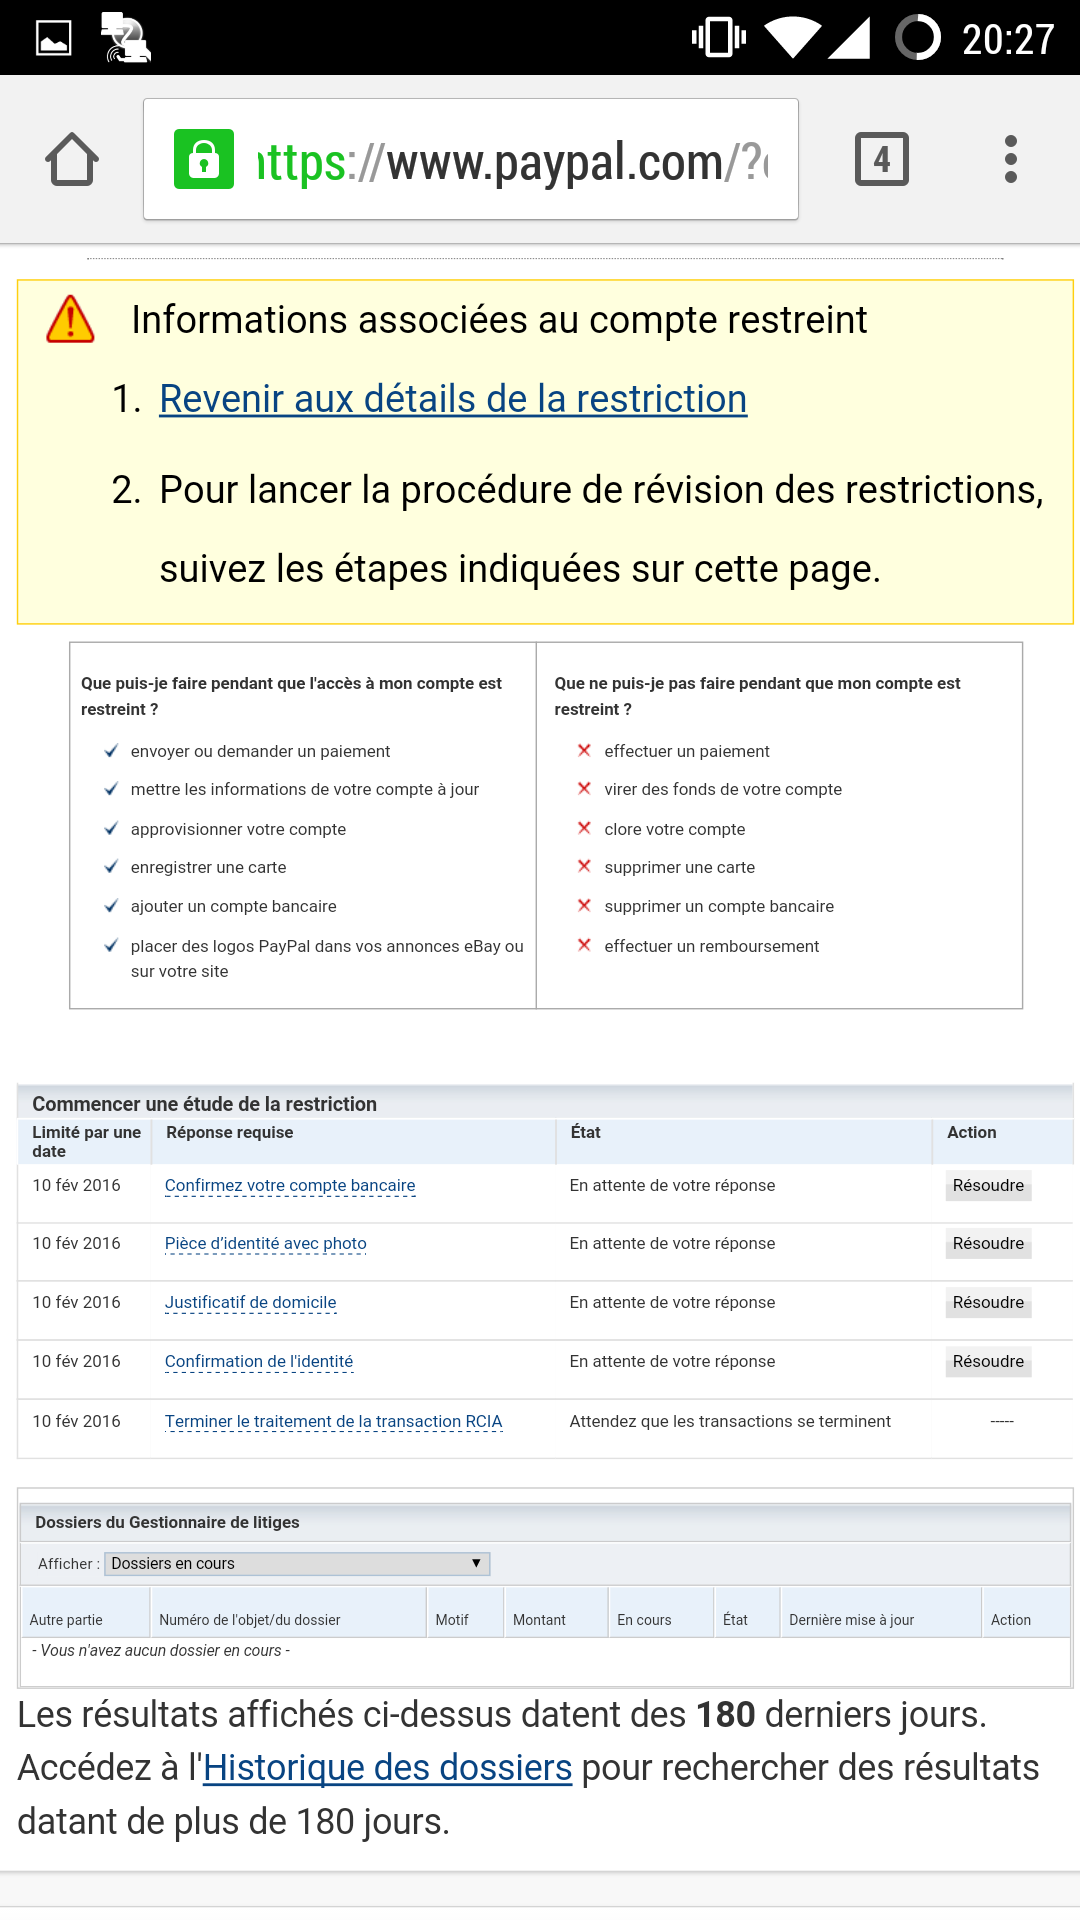 20:27
https://www.paypal.com/?
4
Informations associées au compte restreint
1. Revenir aux détails de la restriction
2. Pour lancer la procédure de révision des restrictions,
suivez les étapes indiquées sur cette page.
Que puis-je faire pendant que l'accès à mon compte est
restreint ?
envoyer ou demander un paiement
mettre les informations de votre compte à jour
approvisionner votre compte
enregistrer une carte
ajouter un compte bancaire
placer des logos PayPal dans vos annonces eBay ou
sur votre site
Que ne puis-je pas faire pendant que mon compte est
restreint ?
effectuer un paiement
virer des fonds de votre compte
clore votre compte
supprimer une carte
supprimer un compte bancaire
effectuer un remboursement
Commencer une étude de la restriction
Limité par une date Réponse requise État Action
10 fév 2016 Confirmez votre compte bancaire En attente de votre réponse Résoudre
10 fév 2016 Pièce d'identité avec photo En attente de votre réponse Résoudre
10 fév 2016 Justificatif de domicile En attente de votre réponse Résoudre
10 fév 2016 Confirmation de l'identité En attente de votre réponse Résoudre
10 fév 2016 Terminer le traitement de la transaction RCIA Attendez que les transactions se terminent -----
Dossiers du Gestionnaire de litiges
Afficher : Dossiers en cours
Autre partie Numéro de l'objet/du dossier Motif Montant En cours État Dernière mise à jour Action
- Vous n'avez aucun dossier en cours -
Les résultats affichés ci-dessus datent des 180 derniers jours.
Accédez à l'Historique des dossiers pour rechercher des résultats
datant de plus de 180 jours.